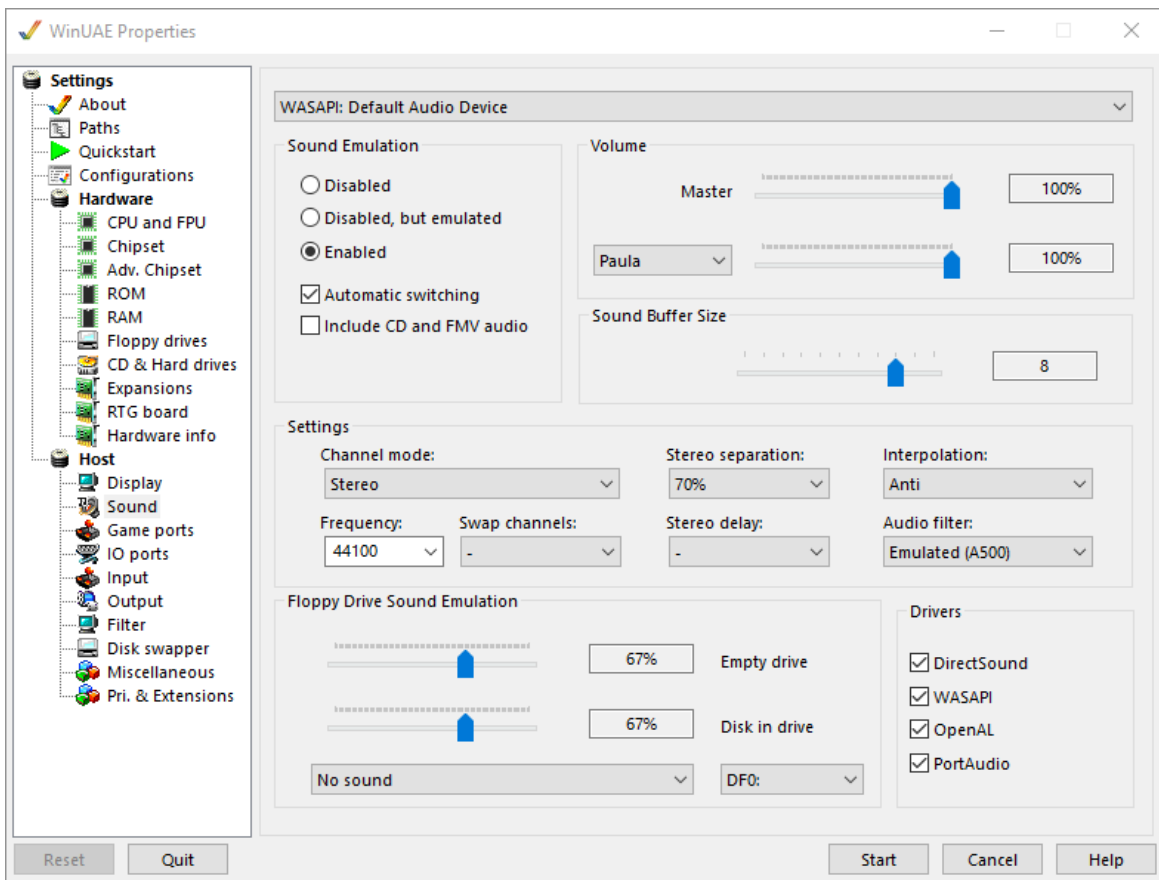 WinUAE Properties
Settings
About
Paths
Quickstart
Configurations
Hardware
CPU and FPU
Chipset
Adv. Chipset
ROM
RAM
Floppy drives
CD & Hard drives
Expansions
RTG board
Hardware info
Host
Display
Sound
Game ports
IO ports
Input
Output
Filter
Disk swapper
Miscellaneous
Pri. & Extensions
WASAPI: Default Audio Device
Sound Emulation
Disabled
Disabled, but emulated
Enabled
Automatic switching
Include CD and FMV audio
Volume
Master 100%
Paula 100%
Sound Buffer Size
8
Settings
Channel mode: Stereo separation: Interpolation:
Stereo 70% Anti
Frequency: Swap channels: Stereo delay: Audio filter:
44100 - - Emulated (A500)
Floppy Drive Sound Emulation
67% Empty drive
67% Disk in drive
No sound DF0:
Drivers
DirectSound
WASAPI
OpenAL
PortAudio
Reset Quit Start Cancel Help